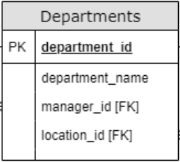 Departments
PK department_id
department_name
manager_id [FK]
location_id [FK]